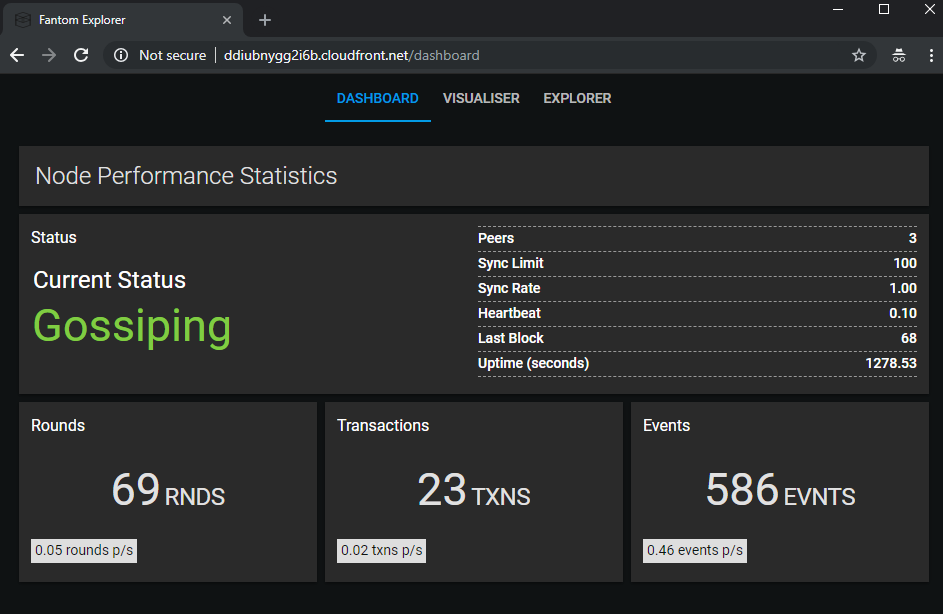 Fantom Explorer
Not secure | ddiubnygg2i6b.cloudfront.net/dashboard
DASHBOARD VISUALISER EXPLORER
Node Performance Statistics
Status
Current Status
Gossiping
Peers 3
Sync Limit 100
Sync Rate 1.00
Heartbeat 0.10
Last Block 68
Uptime (seconds) 1278.53
Rounds
69 RNDS
0.05 rounds p/s
Transactions
23 TXNS
0.02 txns p/s
Events
586 EVNTS
0.46 events p/s